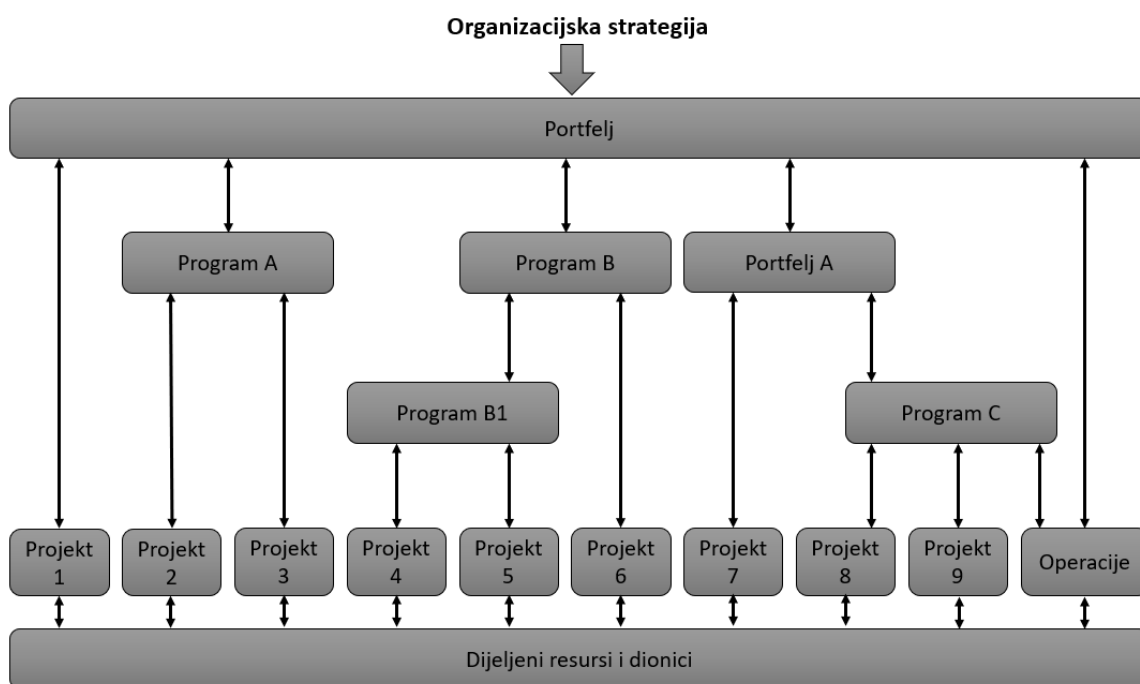 Organizacijska strategija
Portfelj
Program A
Program B
Portfelj A
Program B1
Program C
Projekt
1
Projekt
2
Projekt
3
Projekt
4
Projekt
5
Projekt
6
Projekt
7
Projekt
8
Projekt
9
Operacije
Dijeljeni resursi i dionici